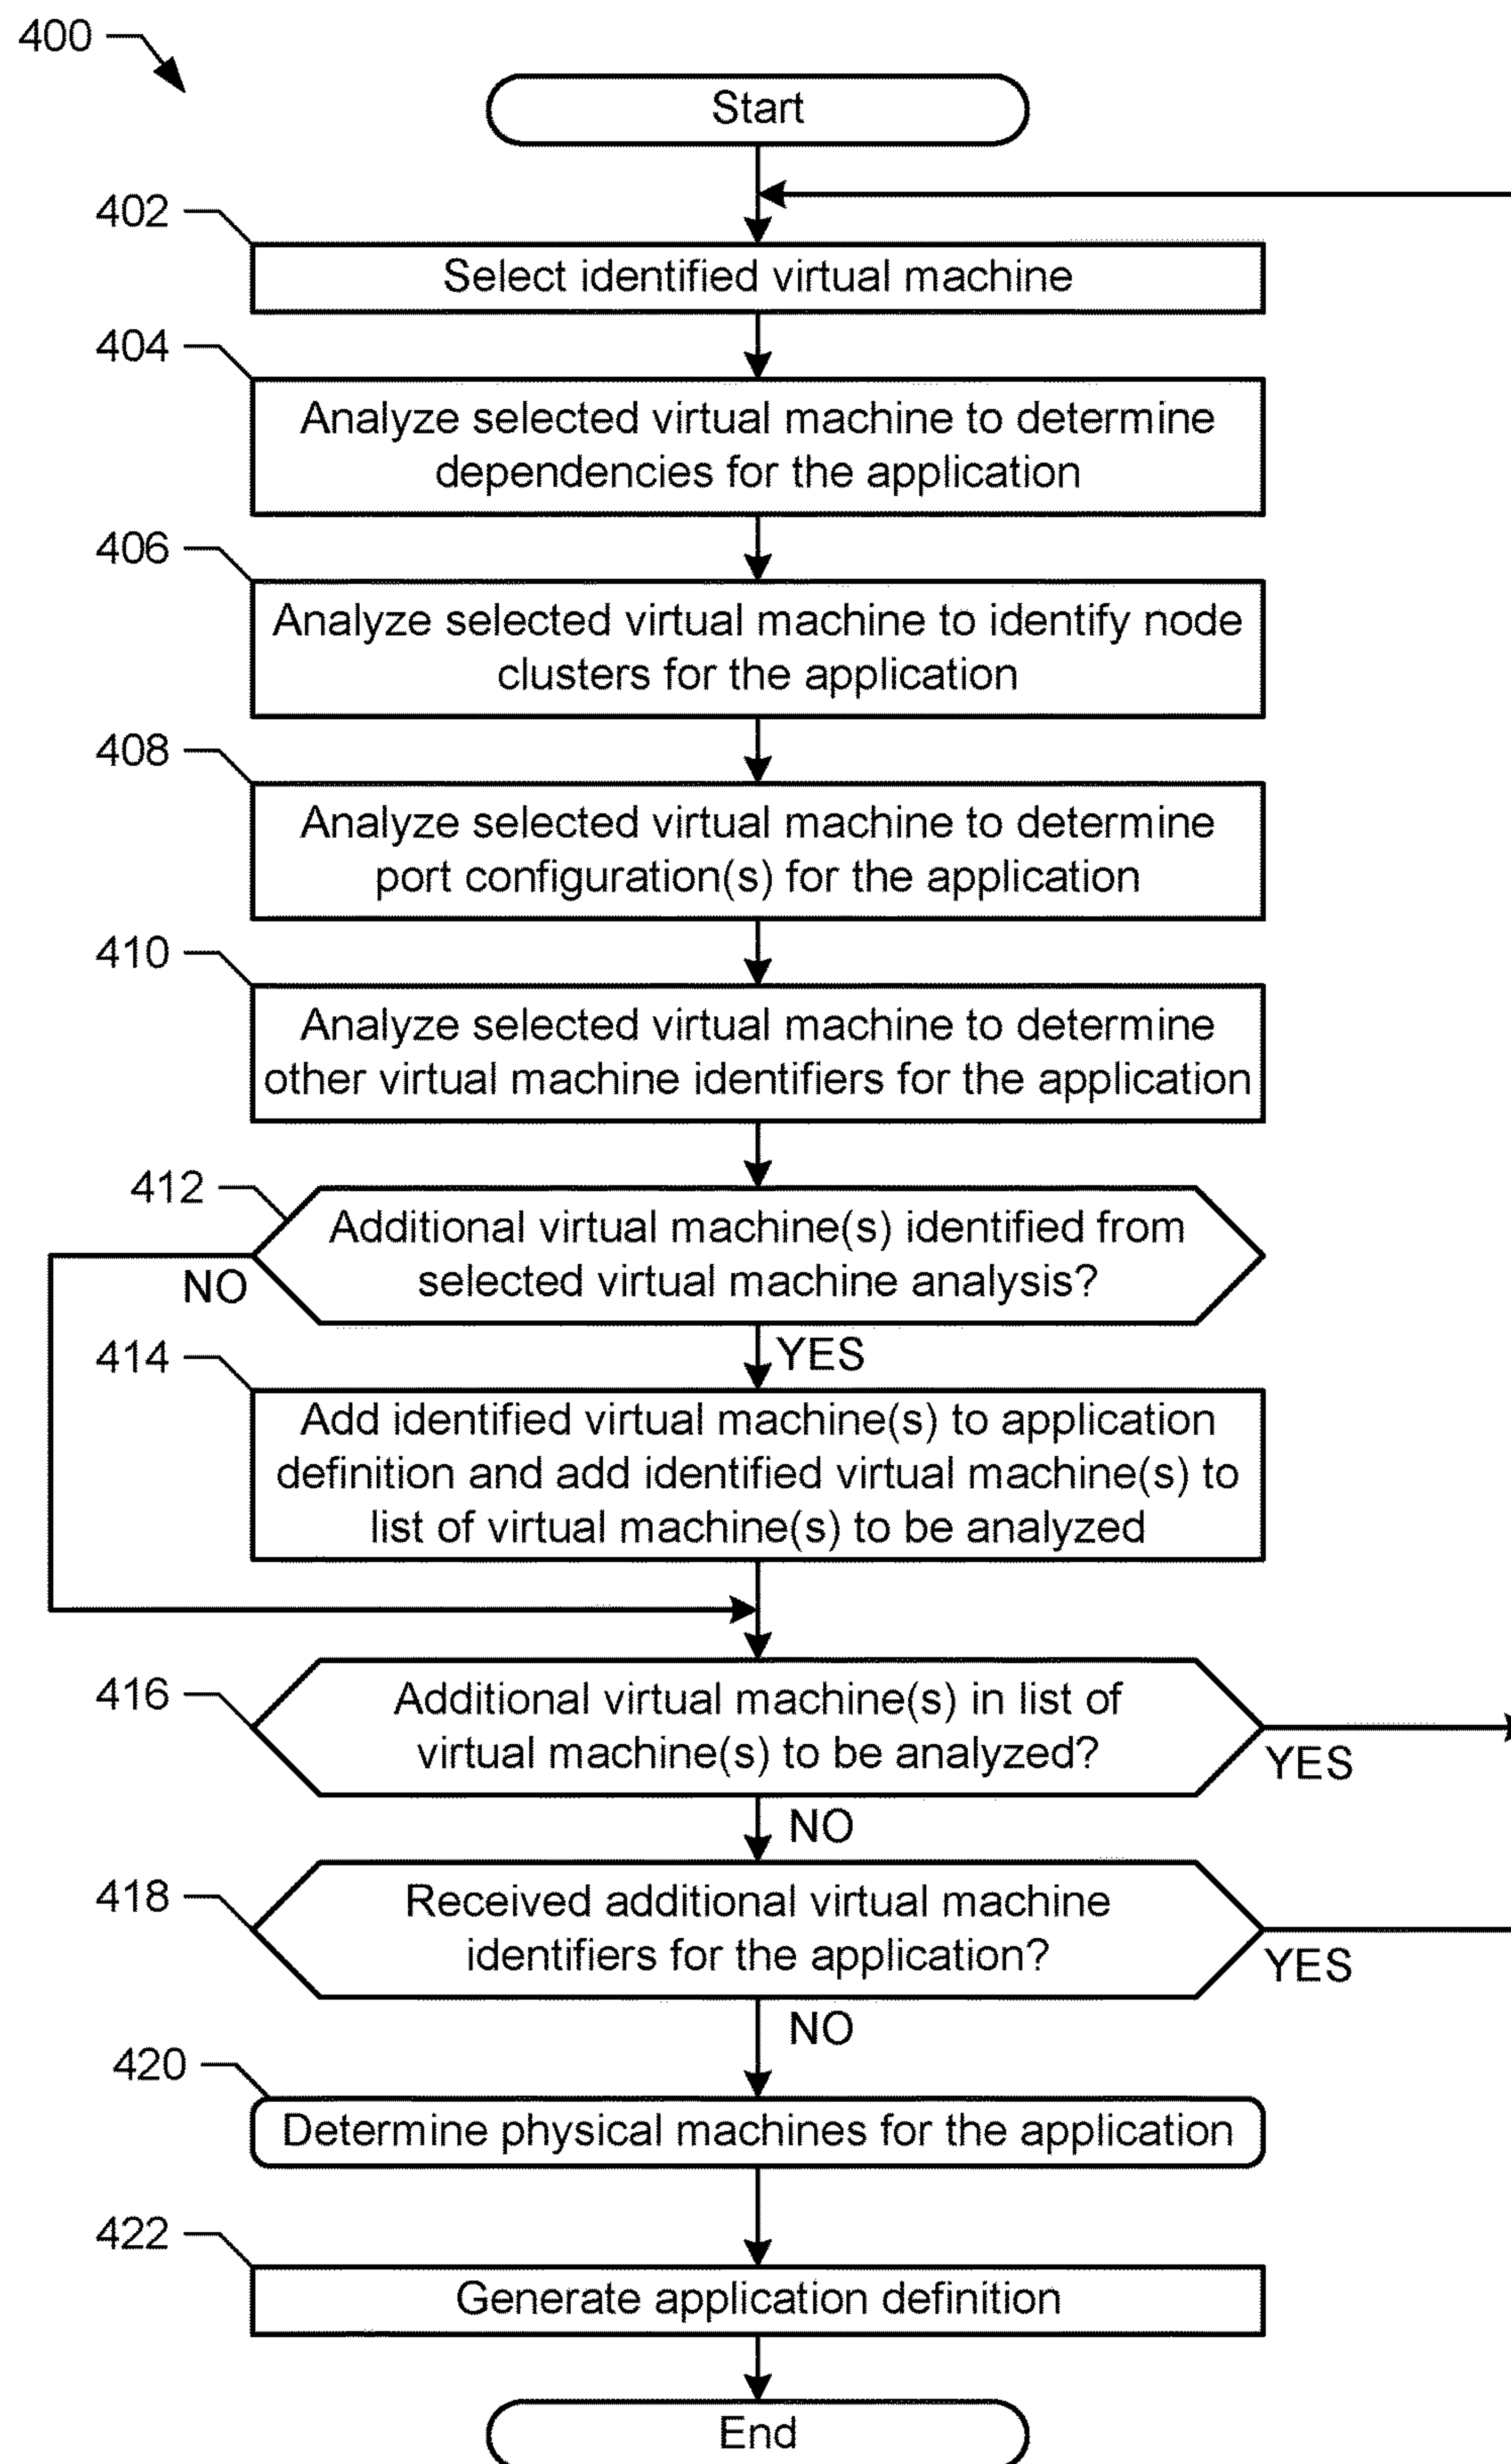 400
Start
402
Select identified virtual machine
404
Analyze selected virtual machine to determine
dependencies for the application
406
Analyze selected virtual machine to identify node
clusters for the application
408
Analyze selected virtual machine to determine
port configuration(s) for the application
410
Analyze selected virtual machine to determine
other virtual machine identifiers for the application
412
Additional virtual machine(s) identified from
selected virtual machine analysis?
NO
YES
414
Add identified virtual machine(s) to application
definition and add identified virtual machine(s) to
list of virtual machine(s) to be analyzed
416
Additional virtual machine(s) in list of
virtual machine(s) to be analyzed?
YES
NO
418
Received additional virtual machine
identifiers for the application?
YES
NO
420
Determine physical machines for the application
422
Generate application definition
End